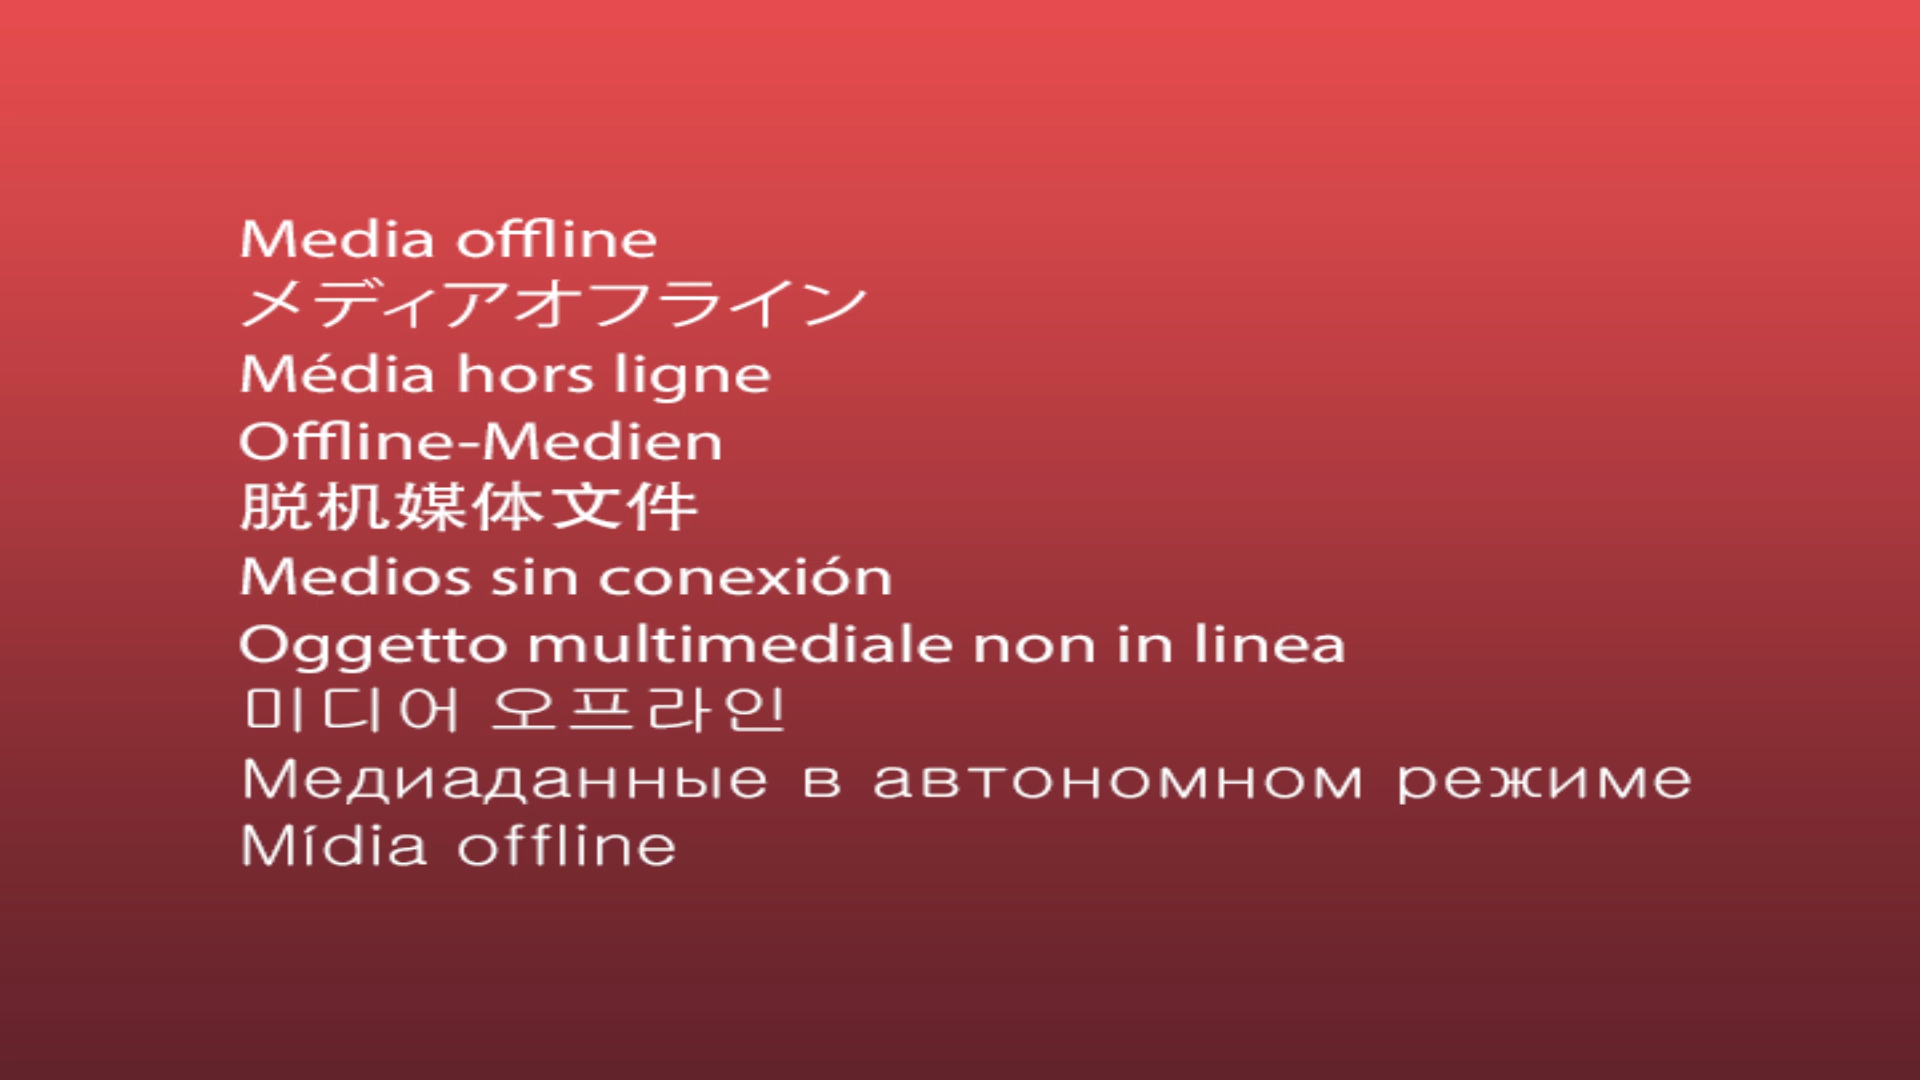 Media offline
メディアオフライン
Média hors ligne
Offline-Medien
脱机媒体文件
Medios sin conexión
Oggetto multimediale non in linea
미디어 오프라인
Медиаданные в автономном режиме
Mídia offline